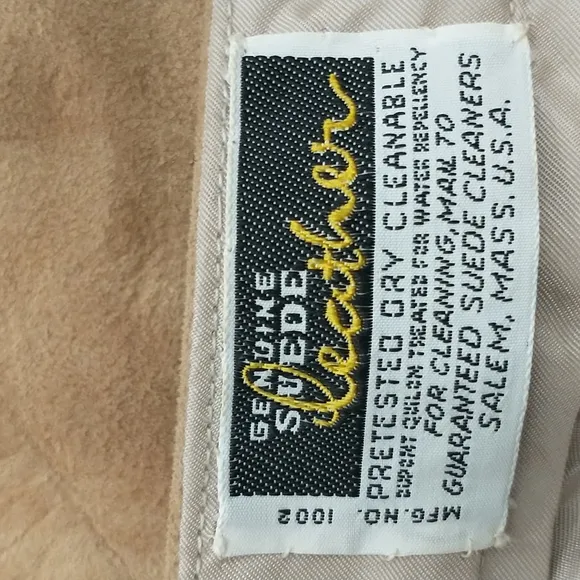 GENUINE
SUEDE
Leather
PRETESTED DRY CLEANABLE
DUPONT QUILON TREATED FOR WATER REPELLENCY
FOR CLEANING, MAIL TO
GUARANTEED SUEDE CLEANERS
SALEM, MASS. U.S.A.
MFG. NO. 1002